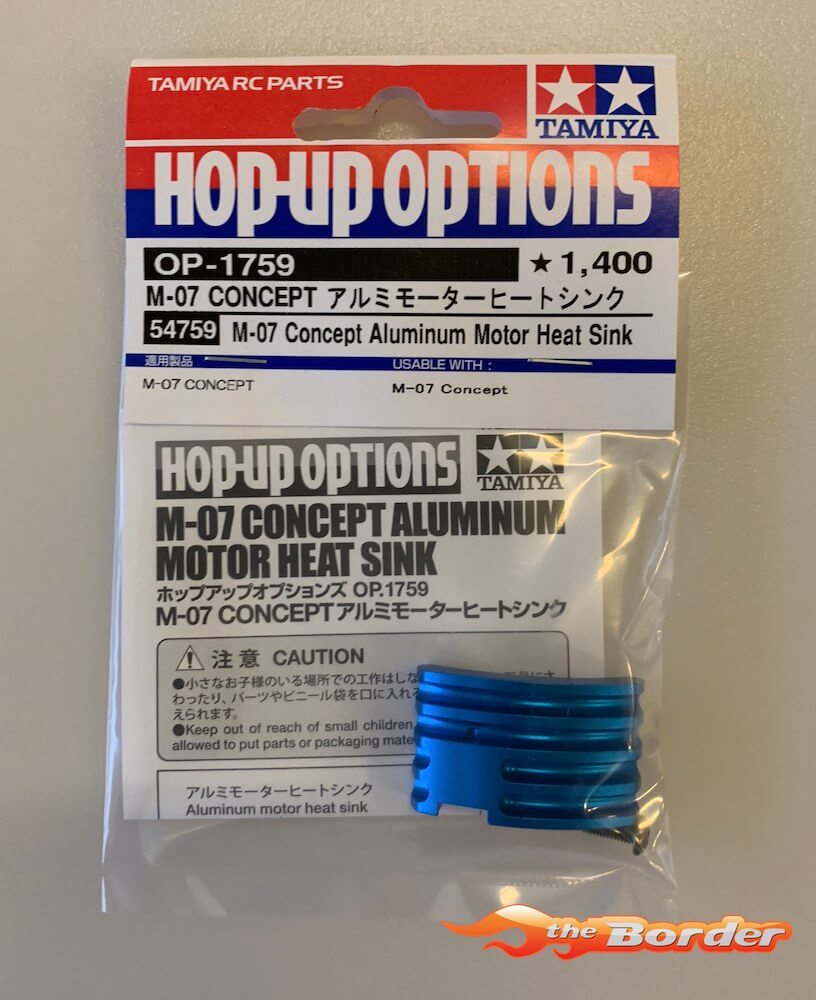 TAMIYA RC PARTS
TAMIYA
HOP-UP OPTIONS
OP-1759 ★ 1,400
M-07 CONCEPT アルミモーターヒートシンク
54759 M-07 Concept Aluminum Motor Heat Sink
適用製品 USABLE WITH :
M-07 CONCEPT M-07 Concept
HOP-UP OPTIONS TAMIYA
M-07 CONCEPT ALUMINUM
MOTOR HEAT SINK
ホップアップオプションズ OP.1759
M-07 CONCEPTアルミモーターヒートシンク
注意 CAUTION
●小さなお子様のいる場所での工作はしな
わったり、パーツやビニール袋を口に入れる
えられます。
●Keep out of reach of small children
allowed to put parts or packaging mate
アルミモーターヒートシンク
Aluminum motor heat sink
the Border